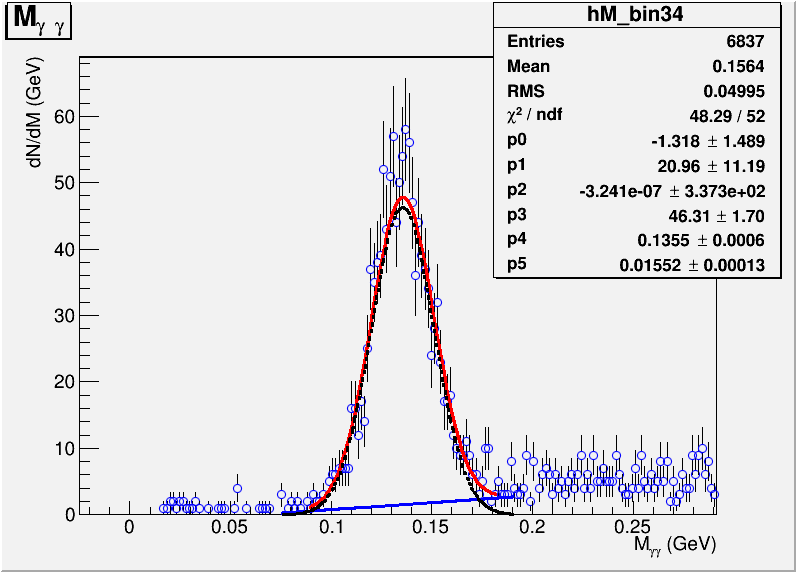 M γ γ
hM_bin34
Entries 6837
Mean 0.1564
RMS 0.04995
χ² / ndf 48.29 / 52
p0 -1.318 ± 1.489
p1 20.96 ± 11.19
p2 -3.241e-07 ± 3.373e+02
p3 46.31 ± 1.70
p4 0.1355 ± 0.0006
p5 0.01552 ± 0.00013
dN/dM (GeV)
60
50
40
30
20
10
0
0 0.05 0.1 0.15 0.2 0.25
Mγγ (GeV)